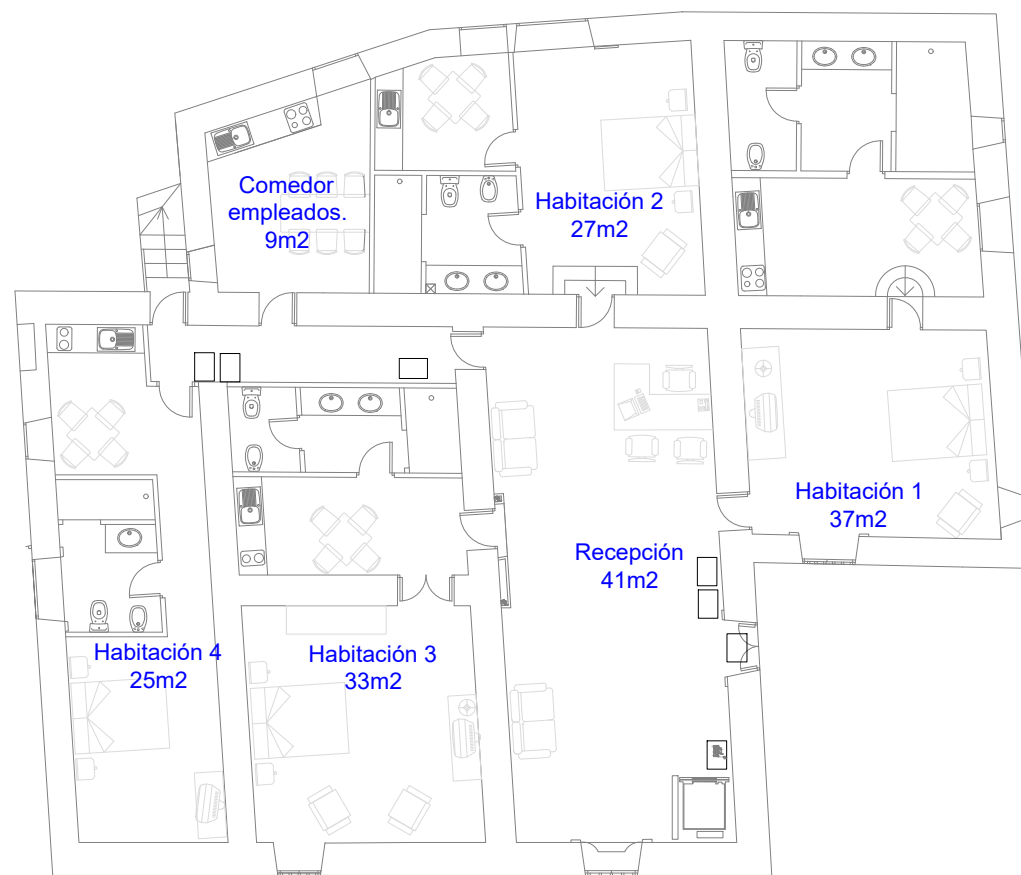 Comedor
empleados.
9m2
Habitación 2
27m2
Habitación 1
37m2
Recepción
41m2
Habitación 4
25m2
Habitación 3
33m2